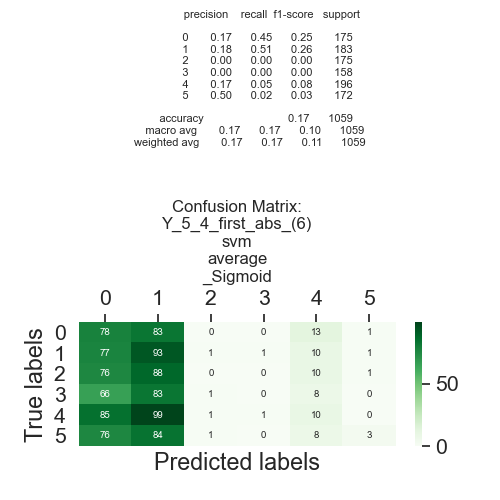 precision recall f1-score support
0 0.17 0.45 0.25 175
1 0.18 0.51 0.26 183
2 0.00 0.00 0.00 175
3 0.00 0.00 0.00 158
4 0.17 0.05 0.08 196
5 0.50 0.02 0.03 172
accuracy 0.17 1059
macro avg 0.17 0.17 0.10 1059
weighted avg 0.17 0.17 0.11 1059
Confusion Matrix:
Y_5_4_first_abs_(6)
svm
average
_Sigmoid
0 1 2 3 4 5
0 78 83 0 0 13 1
1 77 93 1 1 10 1
2 76 88 0 0 10 1
3 66 83 1 0 8 0
4 85 99 1 1 10 0
5 76 84 1 0 8 3
True labels
Predicted labels
50
0